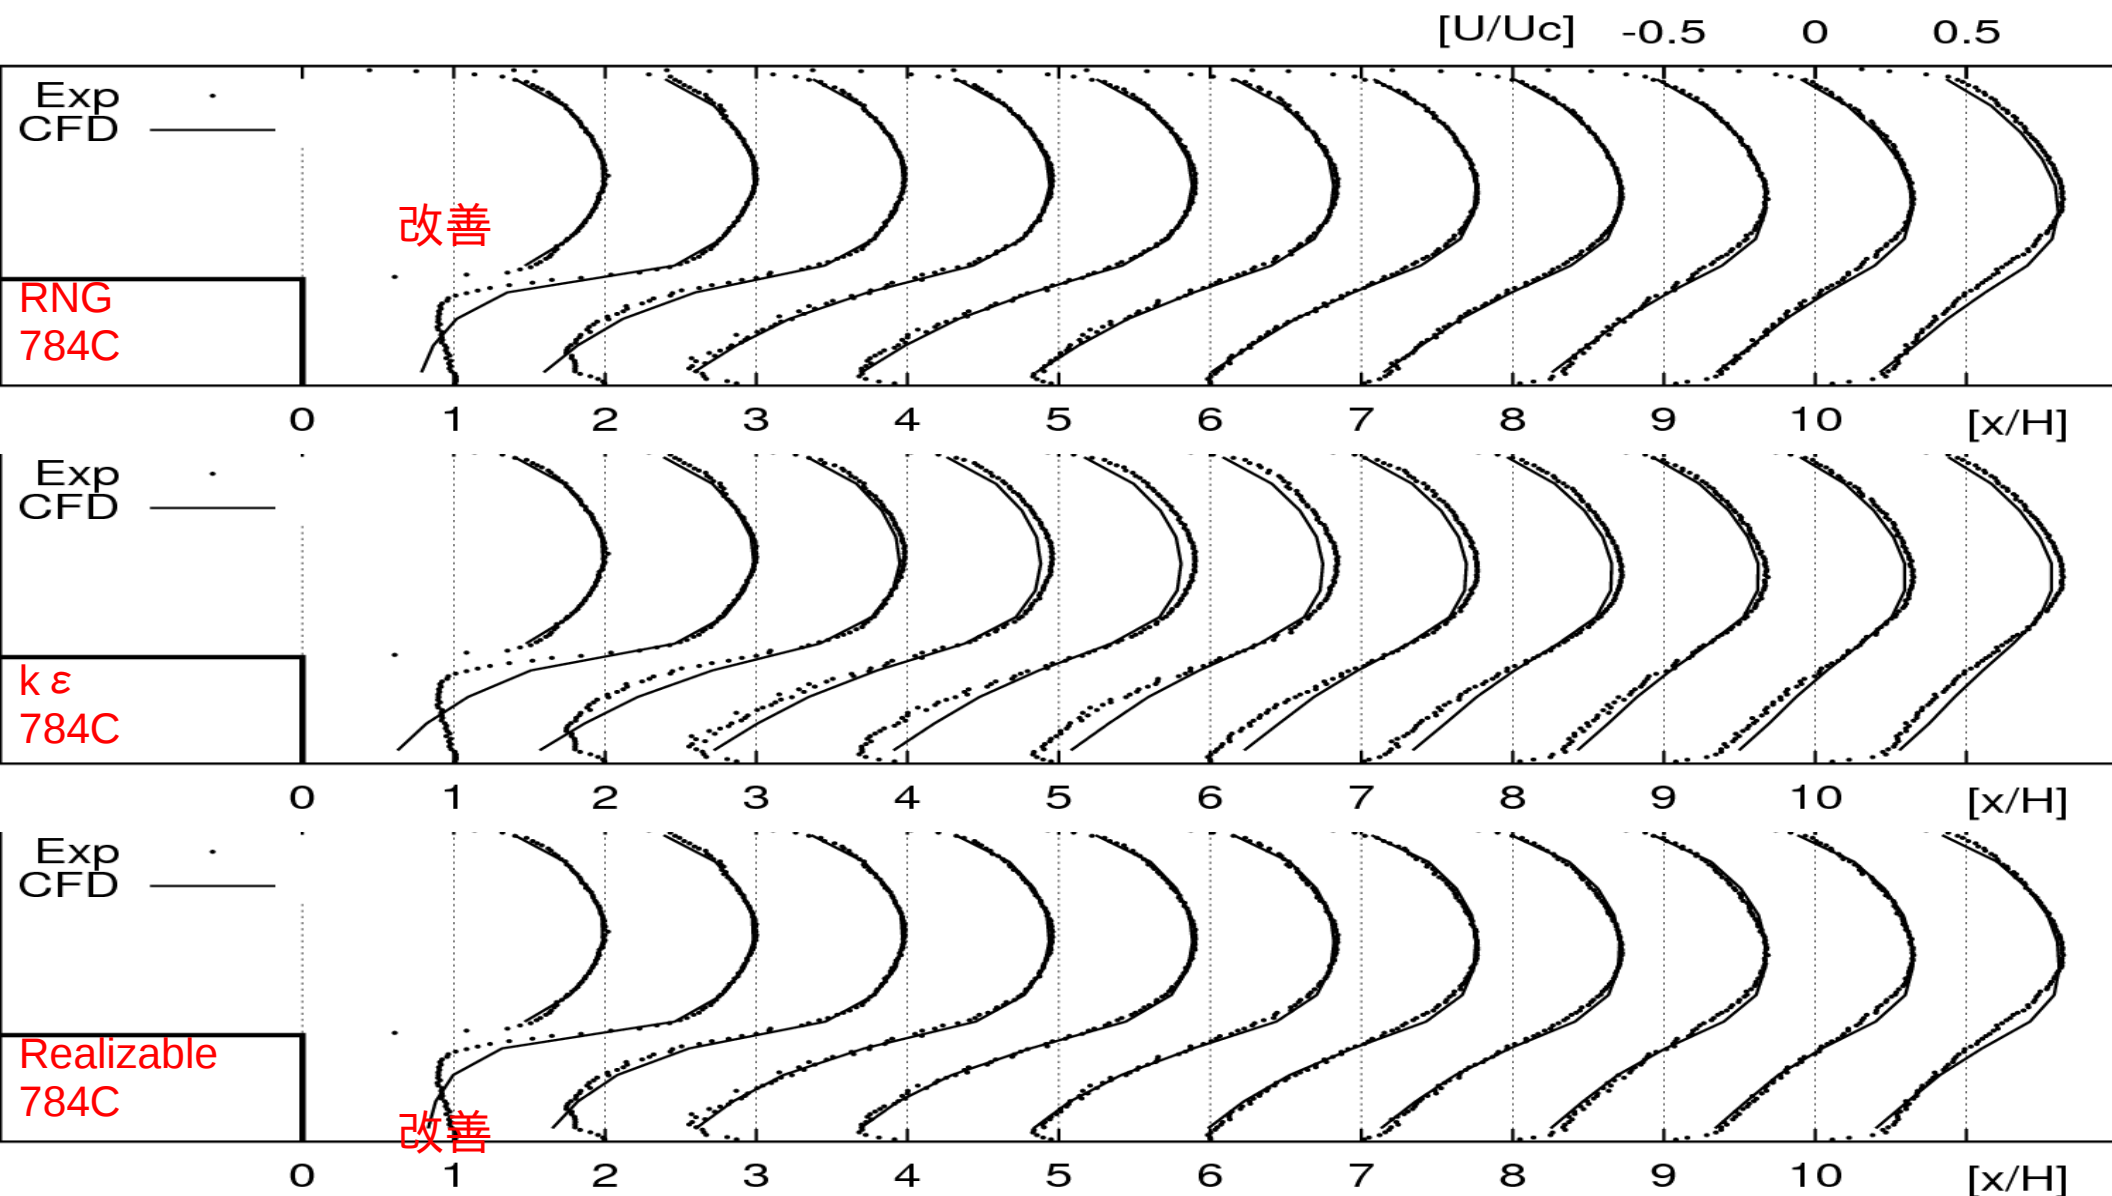 [U/Uc] -0.5 0 0.5
Exp
CFD
改善
RNG
784C
0 1 2 3 4 5 6 7 8 9 10 [x/H]
Exp
CFD
k ε
784C
0 1 2 3 4 5 6 7 8 9 10 [x/H]
Exp
CFD
Realizable
784C
改善
0 1 2 3 4 5 6 7 8 9 10 [x/H]